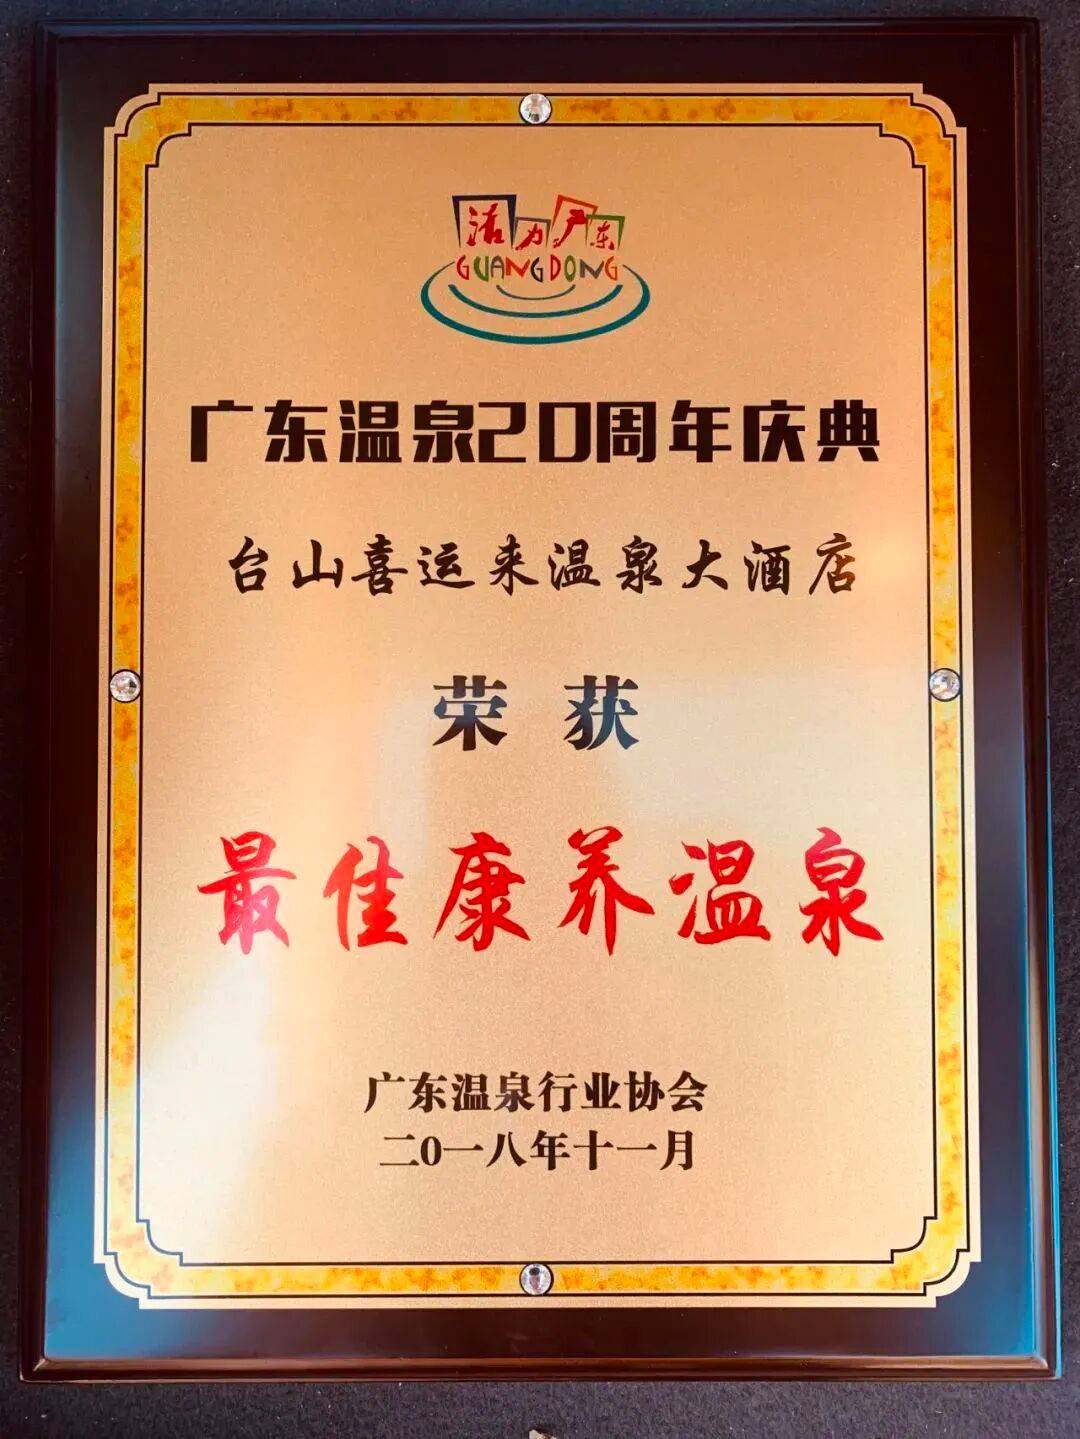 活力广东
GUANGDONG
广东温泉20周年庆典
台山喜运来温泉大酒店
荣获
最佳康养温泉
广东温泉行业协会
二0一八年十一月